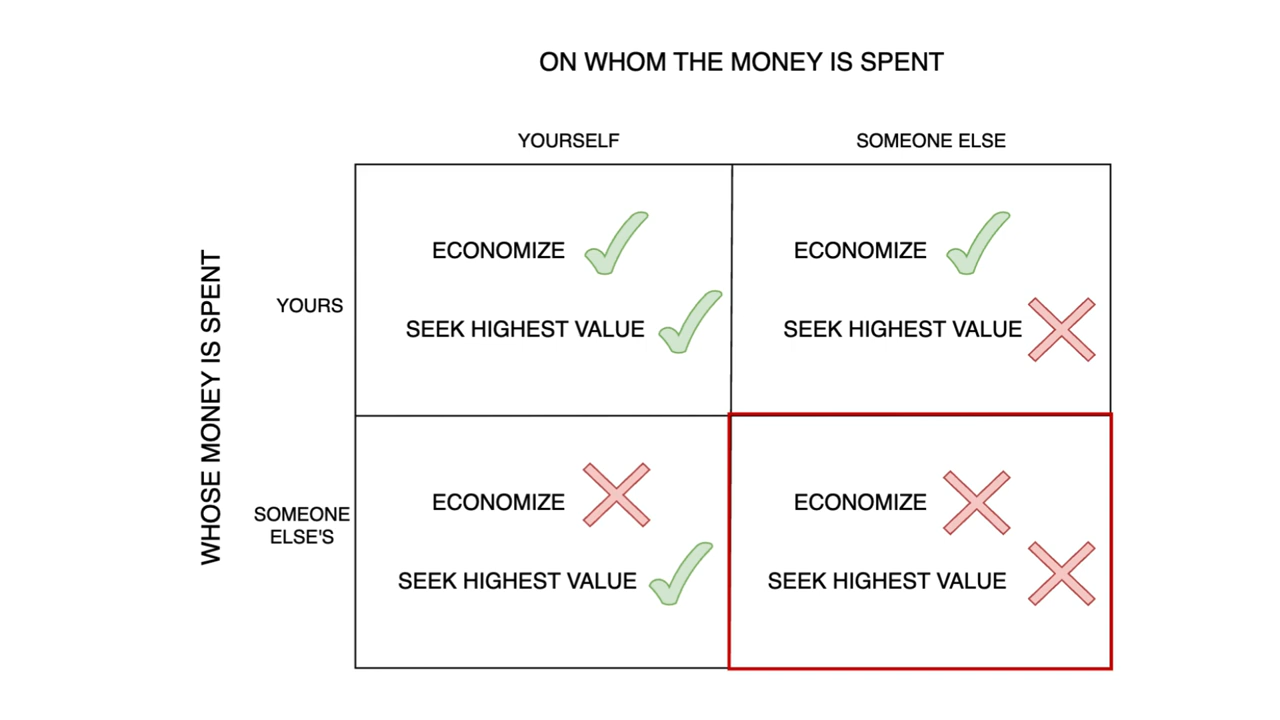 ON WHOM THE MONEY IS SPENT
YOURSELF
SOMEONE ELSE
WHOSE MONEY IS SPENT
YOURS
ECONOMIZE
SEEK HIGHEST VALUE
ECONOMIZE
SEEK HIGHEST VALUE
SOMEONE
ELSE'S
ECONOMIZE
SEEK HIGHEST VALUE
ECONOMIZE
SEEK HIGHEST VALUE